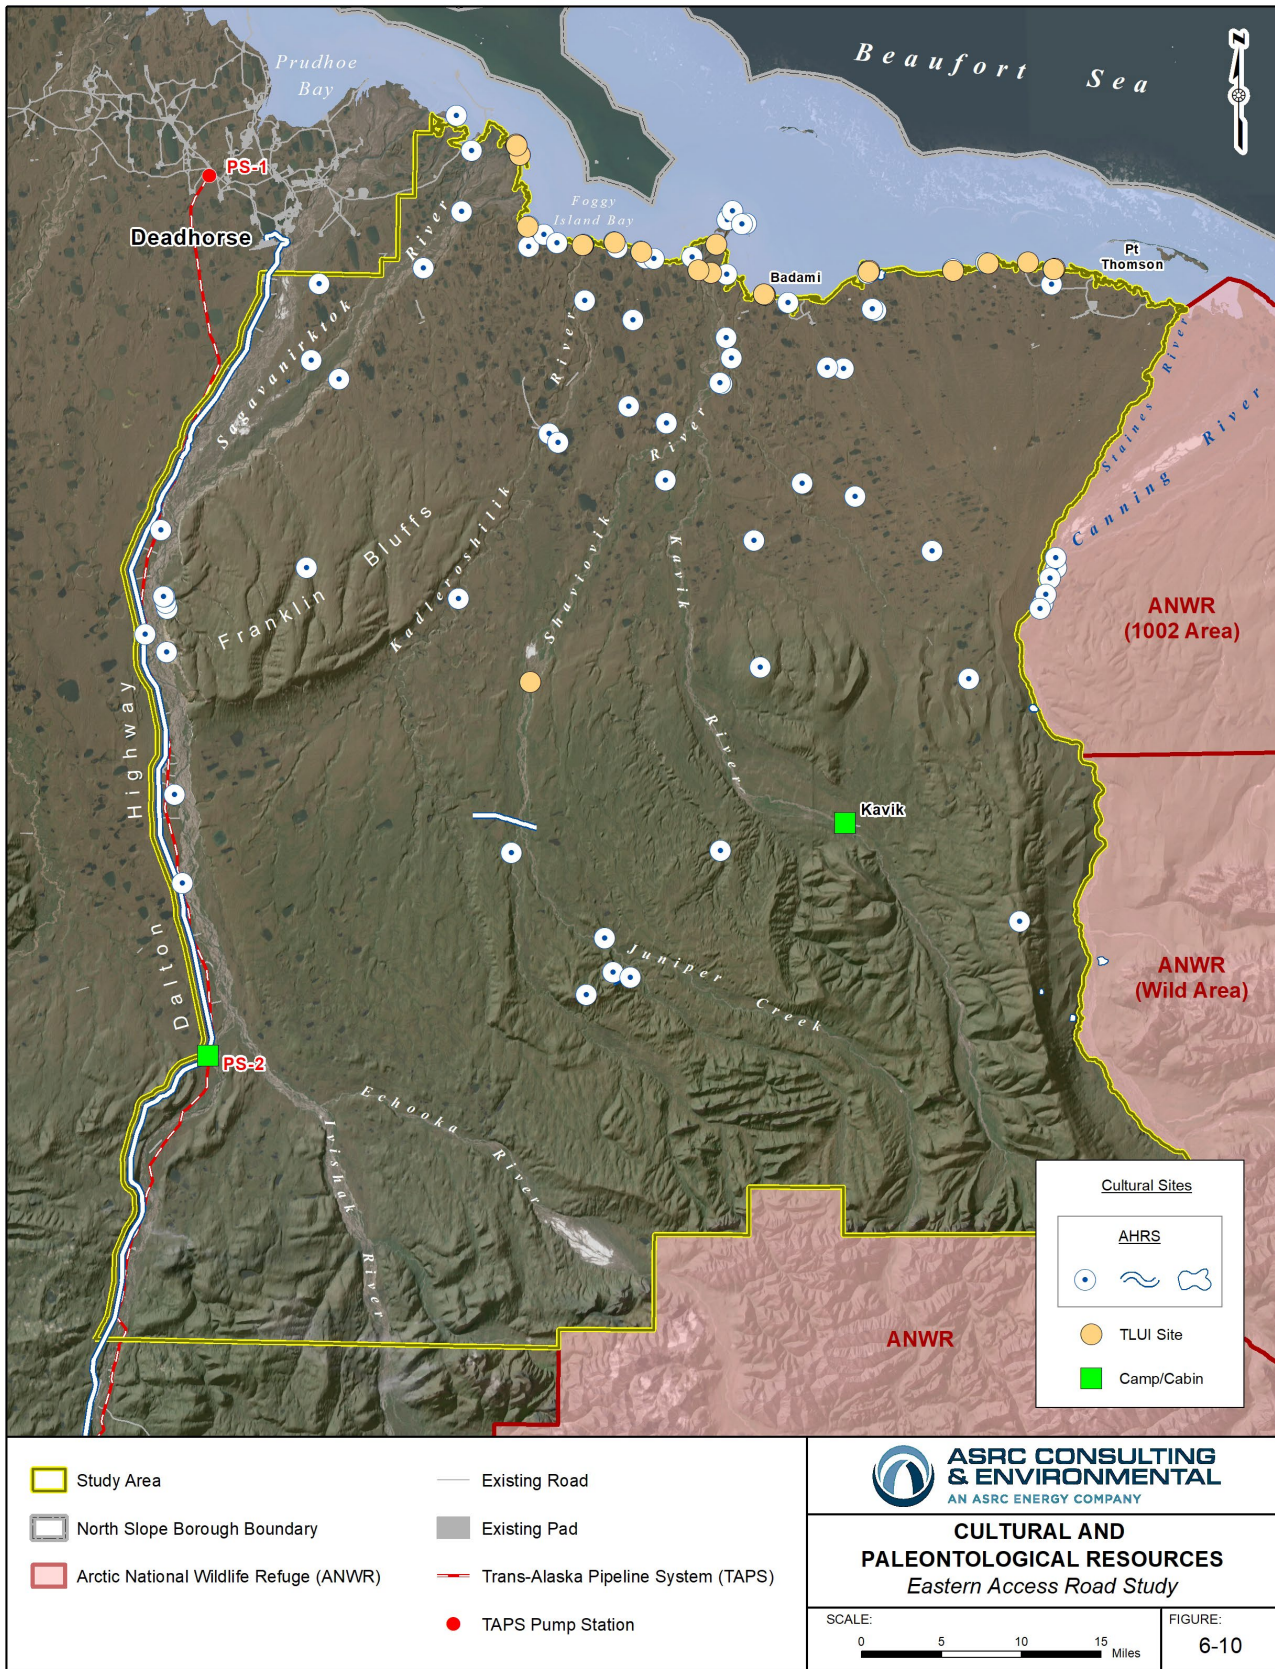 Beaufort Sea
Prudhoe
Bay
N
PS-1
Deadhorse
Foggy
Island Bay
Badami
Pt
Thomson
River
Sagavanirktok
River
Staines River
Canning River
River
Franklin Bluffs
Kadleroshilik
Shaviovik
Kavik
River
ANWR
(1002 Area)
Highway
Dalton
Kavik
Juniper Creek
ANWR
(Wild Area)
PS-2
Echooka River
Ivishak River
ANWR
Cultural Sites
AHRS
TLUI Site
Camp/Cabin
Study Area
North Slope Borough Boundary
Arctic National Wildlife Refuge (ANWR)
Existing Road
Existing Pad
Trans-Alaska Pipeline System (TAPS)
TAPS Pump Station
ASRC CONSULTING
& ENVIRONMENTAL
AN ASRC ENERGY COMPANY
CULTURAL AND
PALEONTOLOGICAL RESOURCES
Eastern Access Road Study
SCALE:
0 5 10 15
Miles
FIGURE:
6-10